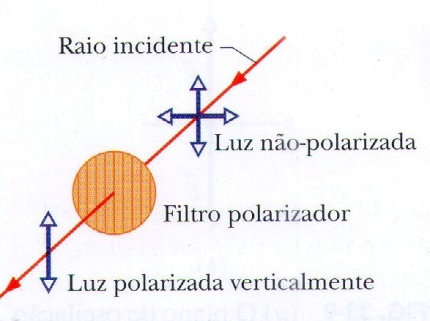 Raio incidente
Luz não-polarizada
Filtro polarizador
Luz polarizada verticalmente